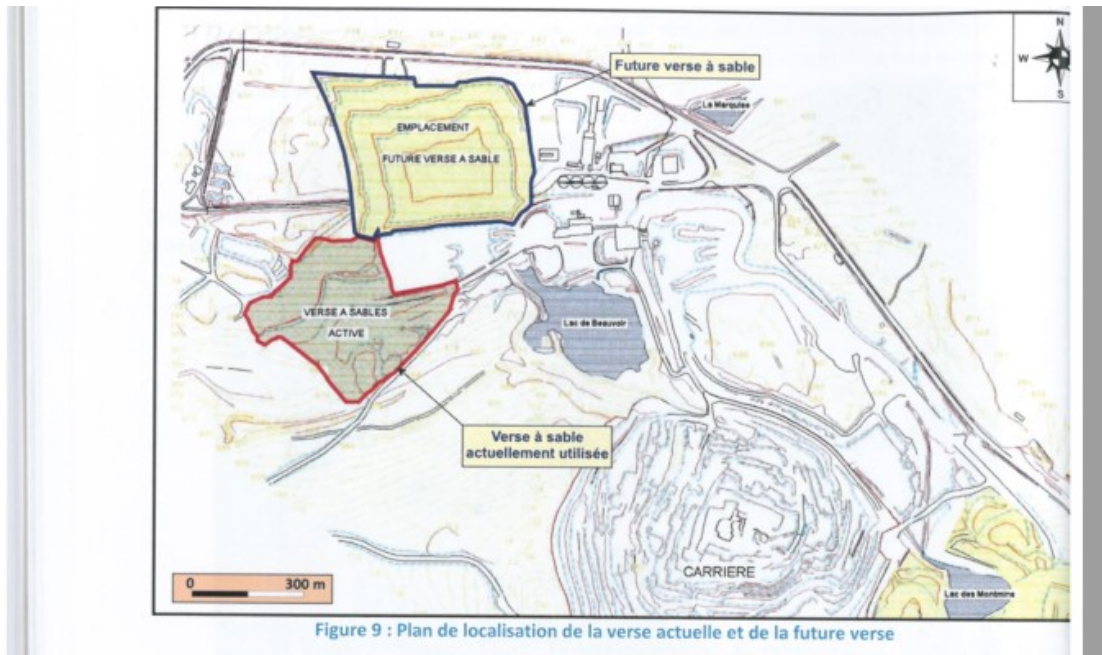 N
W
S
Future verse à sable
La Marquise
EMPLACEMENT
FUTURE VERSE A SABLE
VERSE A SABLES
ACTIVE
Lac de Beauvoir
Verse à sable
actuellement utilisée
CARRIERE
Lac des Montmins
0 300 m
Figure 9 : Plan de localisation de la verse actuelle et de la future verse